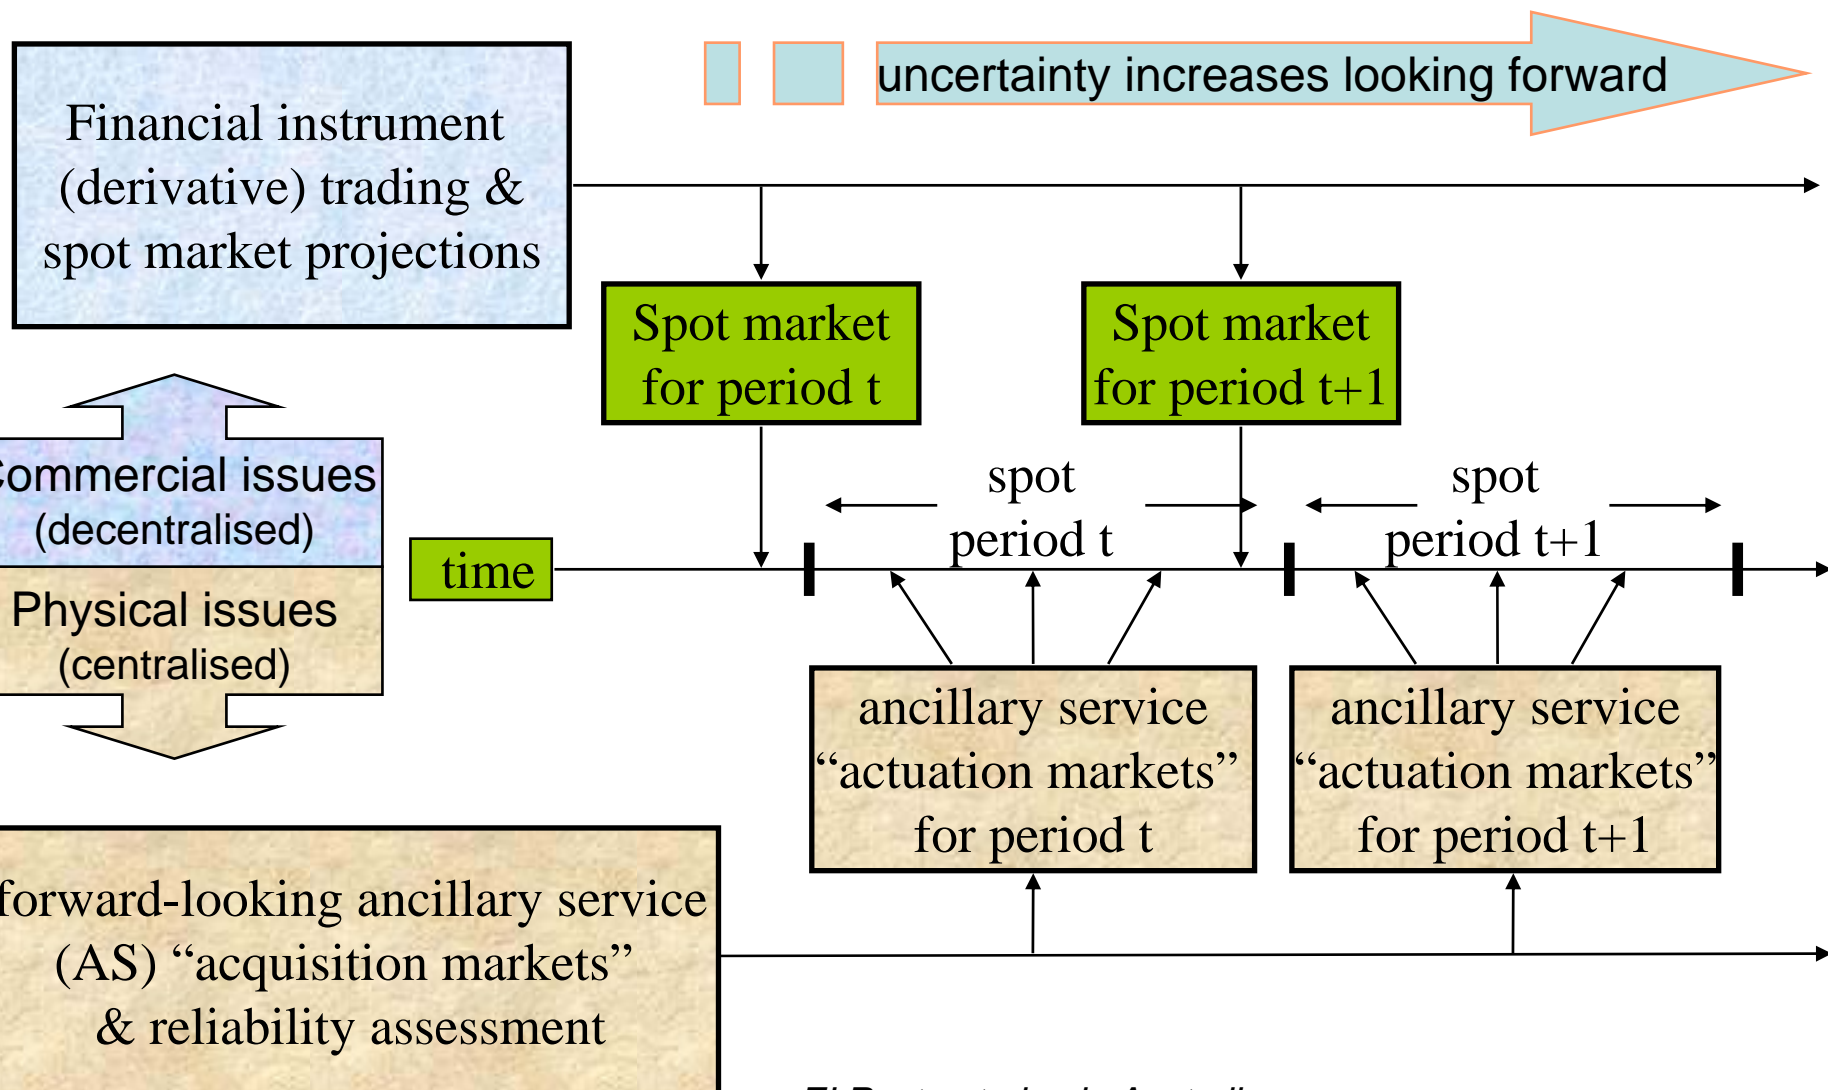 uncertainty increases looking forward
Financial instrument
(derivative) trading &
spot market projections
Spot market
for period t
Spot market
for period t+1
Commercial issues
(decentralised)
Physical issues
(centralised)
time
spot
period t
spot
period t+1
ancillary service
“actuation markets”
for period t
ancillary service
“actuation markets”
for period t+1
forward-looking ancillary service
(AS) “acquisition markets”
& reliability assessment